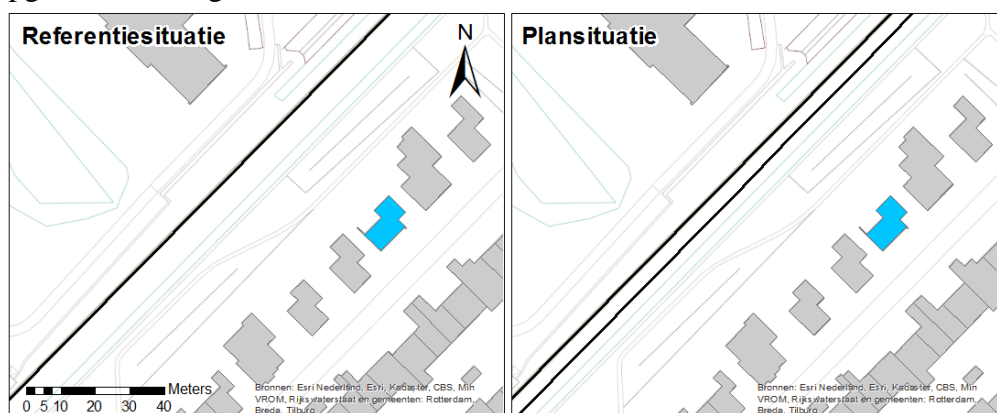 Referentiesituatie
N
Meters
0 5 10 20 30 40
Bronnen: Esri Nederland, Esri, Kadaster, CBS, Min
VROM, Rijkswaterstaat en gemeenten: Rotterdam,
Breda, Tilburg
Plansituatie
Bronnen: Esri Nederland, Esri, Kadaster, CBS, Min
VROM, Rijkswaterstaat en gemeenten: Rotterdam,
Breda, Tilburg